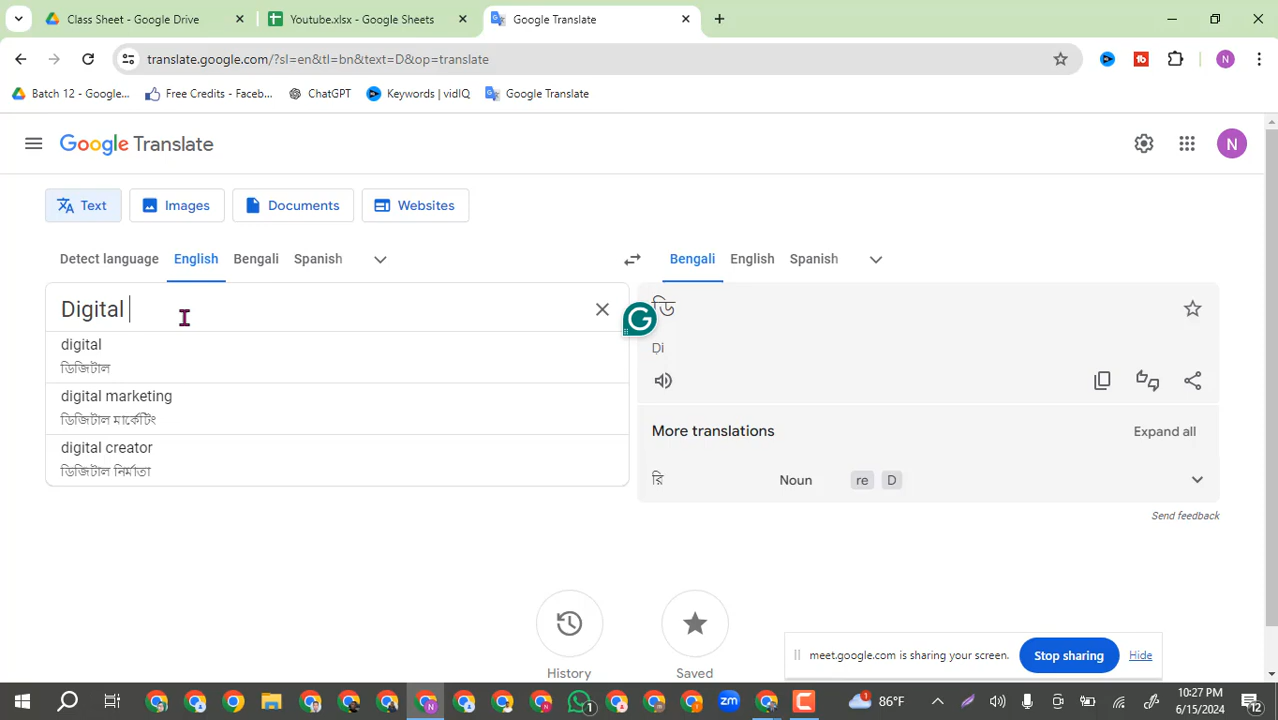 Class Sheet - Google Drive
Youtube.xlsx - Google Sheets
Google Translate
translate.google.com/?sl=en&tl=bn&text=D&op=translate
Batch 12 - Google...
Free Credits - Faceb...
ChatGPT
Keywords | vidIQ
Google Translate
Google Translate
N
Text
Images
Documents
Websites
Detect language
English
Bengali
Spanish
Bengali
English
Spanish
Digital
ডি
digital
ডিজিটাল
Ḍi
digital marketing
ডিজিটাল মার্কেটিং
digital creator
ডিজিটাল নির্মাতা
More translations
Expand all
রি
Noun
re
D
Send feedback
History
Saved
meet.google.com is sharing your screen.
Stop sharing
Hide
86°F
10:27 PM
6/15/2024
12